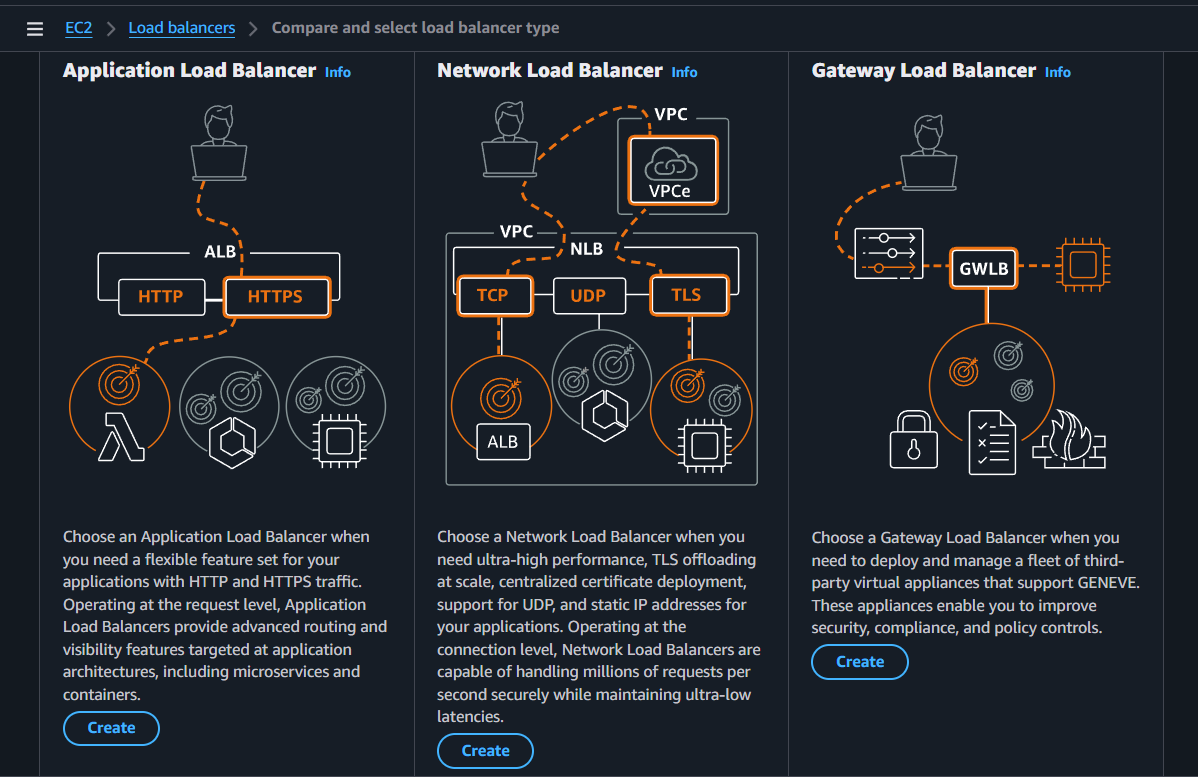 EC2 > Load balancers > Compare and select load balancer type
Application Load Balancer Info
ALB
HTTP HTTPS
Choose an Application Load Balancer when
you need a flexible feature set for your
applications with HTTP and HTTPS traffic.
Operating at the request level, Application
Load Balancers provide advanced routing and
visibility features targeted at application
architectures, including microservices and
containers.
Create
Network Load Balancer Info
VPC
VPCe
VPC
NLB
TCP UDP TLS
ALB
Choose a Network Load Balancer when you
need ultra-high performance, TLS offloading
at scale, centralized certificate deployment,
support for UDP, and static IP addresses for
your applications. Operating at the
connection level, Network Load Balancers are
capable of handling millions of requests per
second securely while maintaining ultra-low
latencies.
Create
Gateway Load Balancer Info
GWLB
Choose a Gateway Load Balancer when you
need to deploy and manage a fleet of third-
party virtual appliances that support GENEVE.
These appliances enable you to improve
security, compliance, and policy controls.
Create